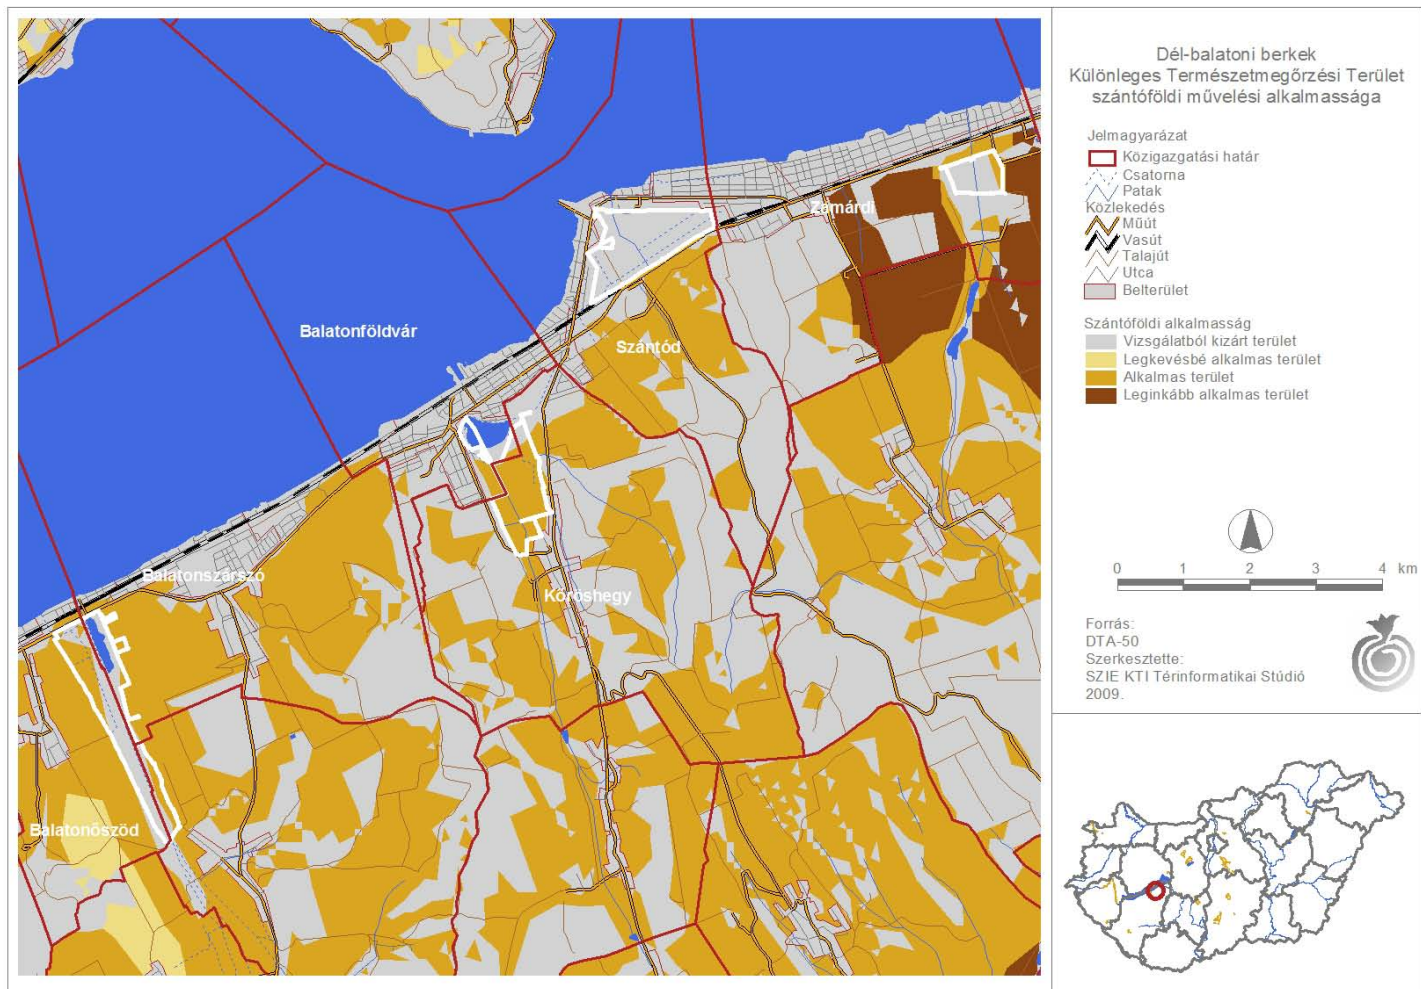 Dél-balatoni berkek
Különleges Természetmegőrzési Terület
szántóföldi művelési alkalmassága
Jelmagyarázat
Közigazgatási határ
Csatorna
Patak
Közlekedés
Műút
Vasút
Talajút
Utca
Belterület
Szántóföldi alkalmasság
Vizsgálatból kizárt terület
Legkevésbé alkalmas terület
Alkalmas terület
Leginkább alkalmas terület
0 1 2 3 4 km
Forrás:
DTA-50
Szerkesztette:
SZIE KTI Térinformatikai Stúdió
2009.
Zamárdi
Balatonföldvár
Szántód
Balatonszárszó
Kőröshegy
Balatonőszöd